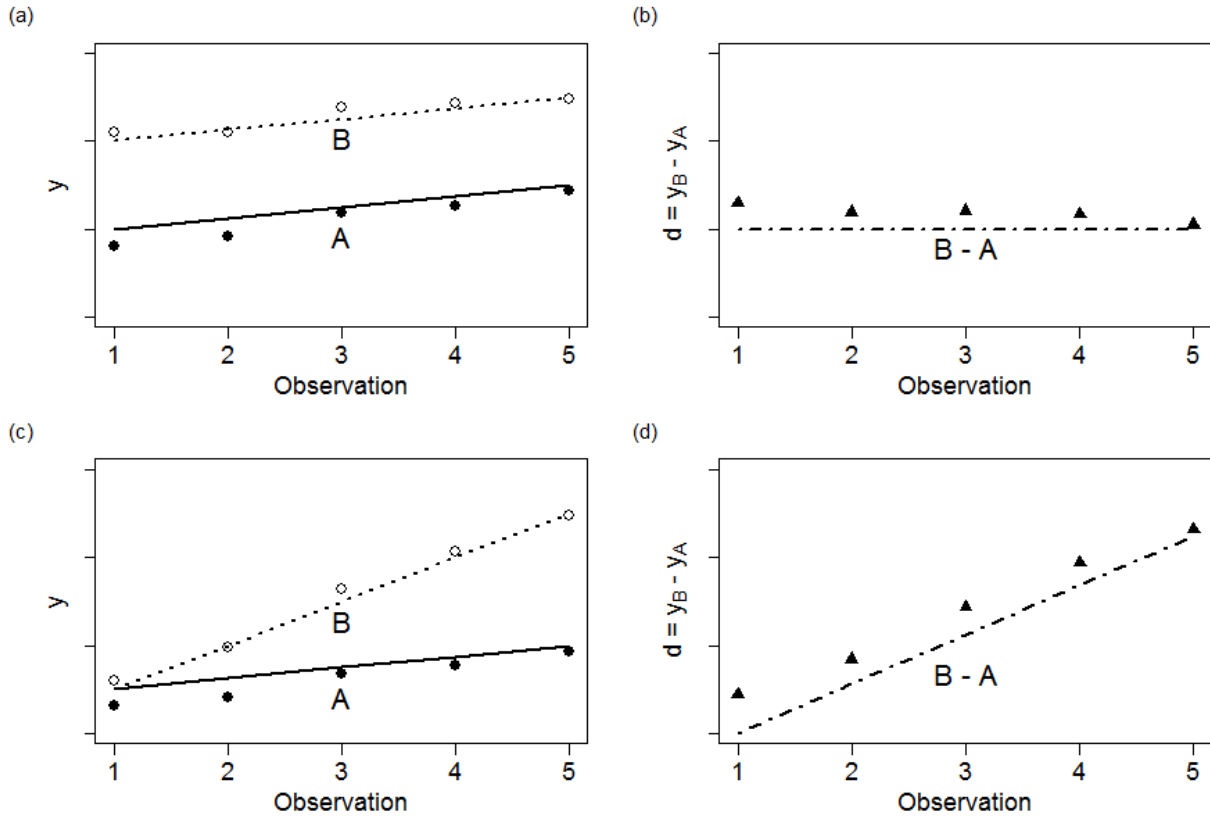 (a)
y
B
A
1 2 3 4 5
Observation
(b)
d = yB - yA
B - A
1 2 3 4 5
Observation
(c)
y
B
A
1 2 3 4 5
Observation
(d)
d = yB - yA
B - A
1 2 3 4 5
Observation